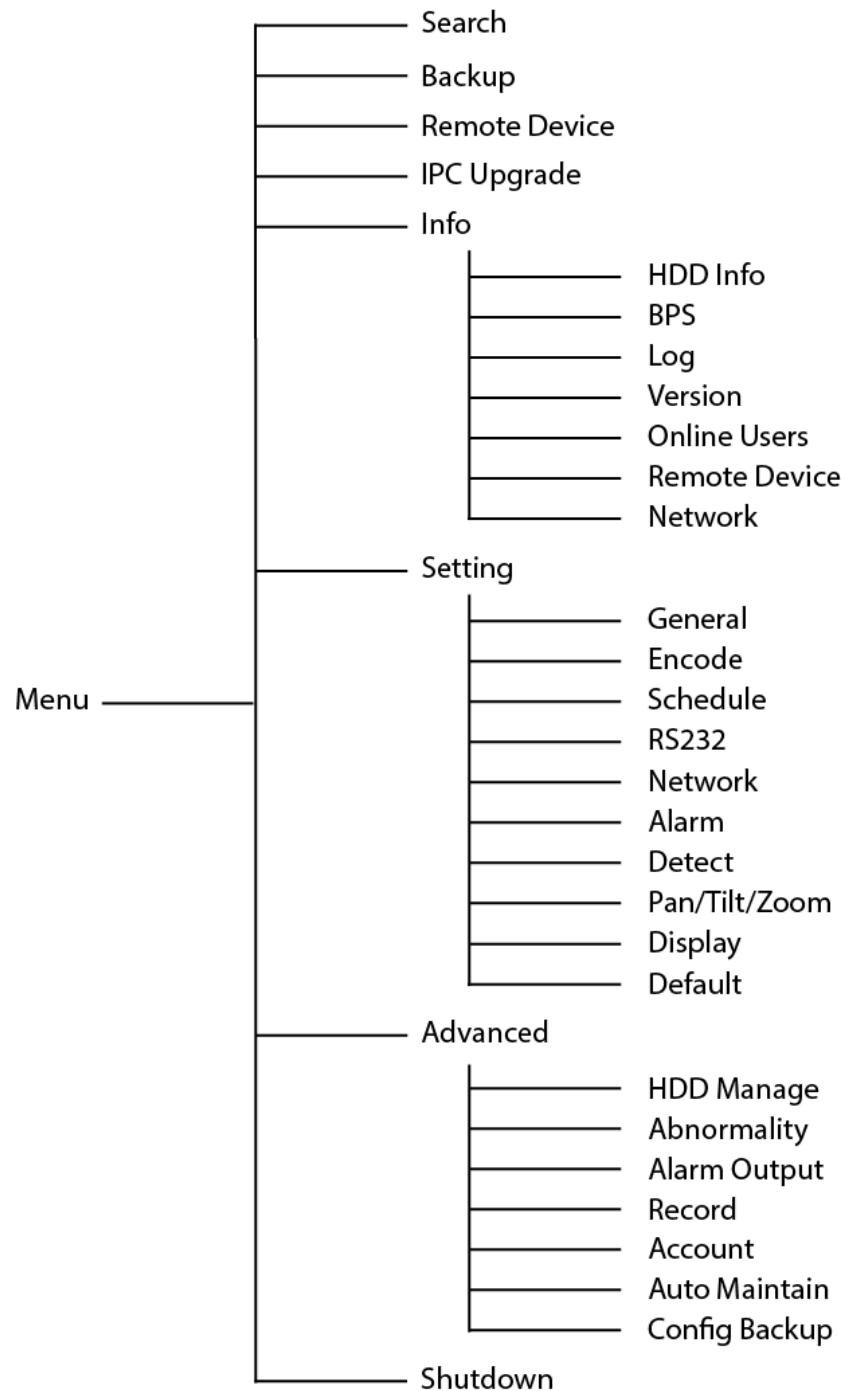 Search
Backup
Remote Device
IPC Upgrade
Info
HDD Info
BPS
Log
Version
Online Users
Remote Device
Network
Setting
General
Encode
Schedule
RS232
Network
Alarm
Detect
Pan/Tilt/Zoom
Display
Default
Menu
Advanced
HDD Manage
Abnormality
Alarm Output
Record
Account
Auto Maintain
Config Backup
Shutdown